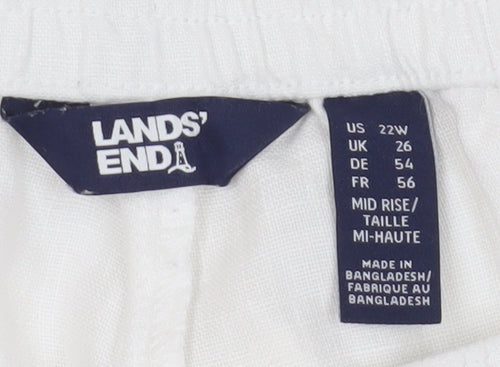 LANDS'
END
US 22W
UK 26
DE 54
FR 56
MID RISE/
TAILLE
MI-HAUTE
MADE IN
BANGLADESH/
FABRIQUE AU
BANGLADESH